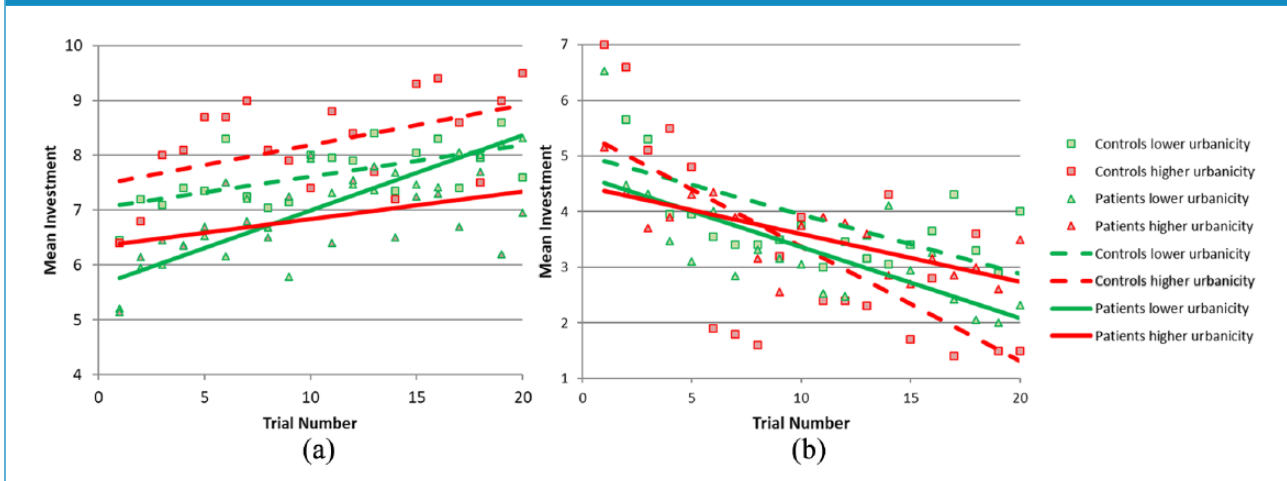 10
9
8
7
6
5
4
0
5
10
15
20
Mean Investment
Trial Number
(a)
7
6
5
4
3
2
1
0
5
10
15
20
Mean Investment
Trial Number
(b)
Controls lower urbanicity
Controls higher urbanicity
Patients lower urbanicity
Patients higher urbanicity
Controls lower urbanicity
Controls higher urbanicity
Patients lower urbanicity
Patients higher urbanicity